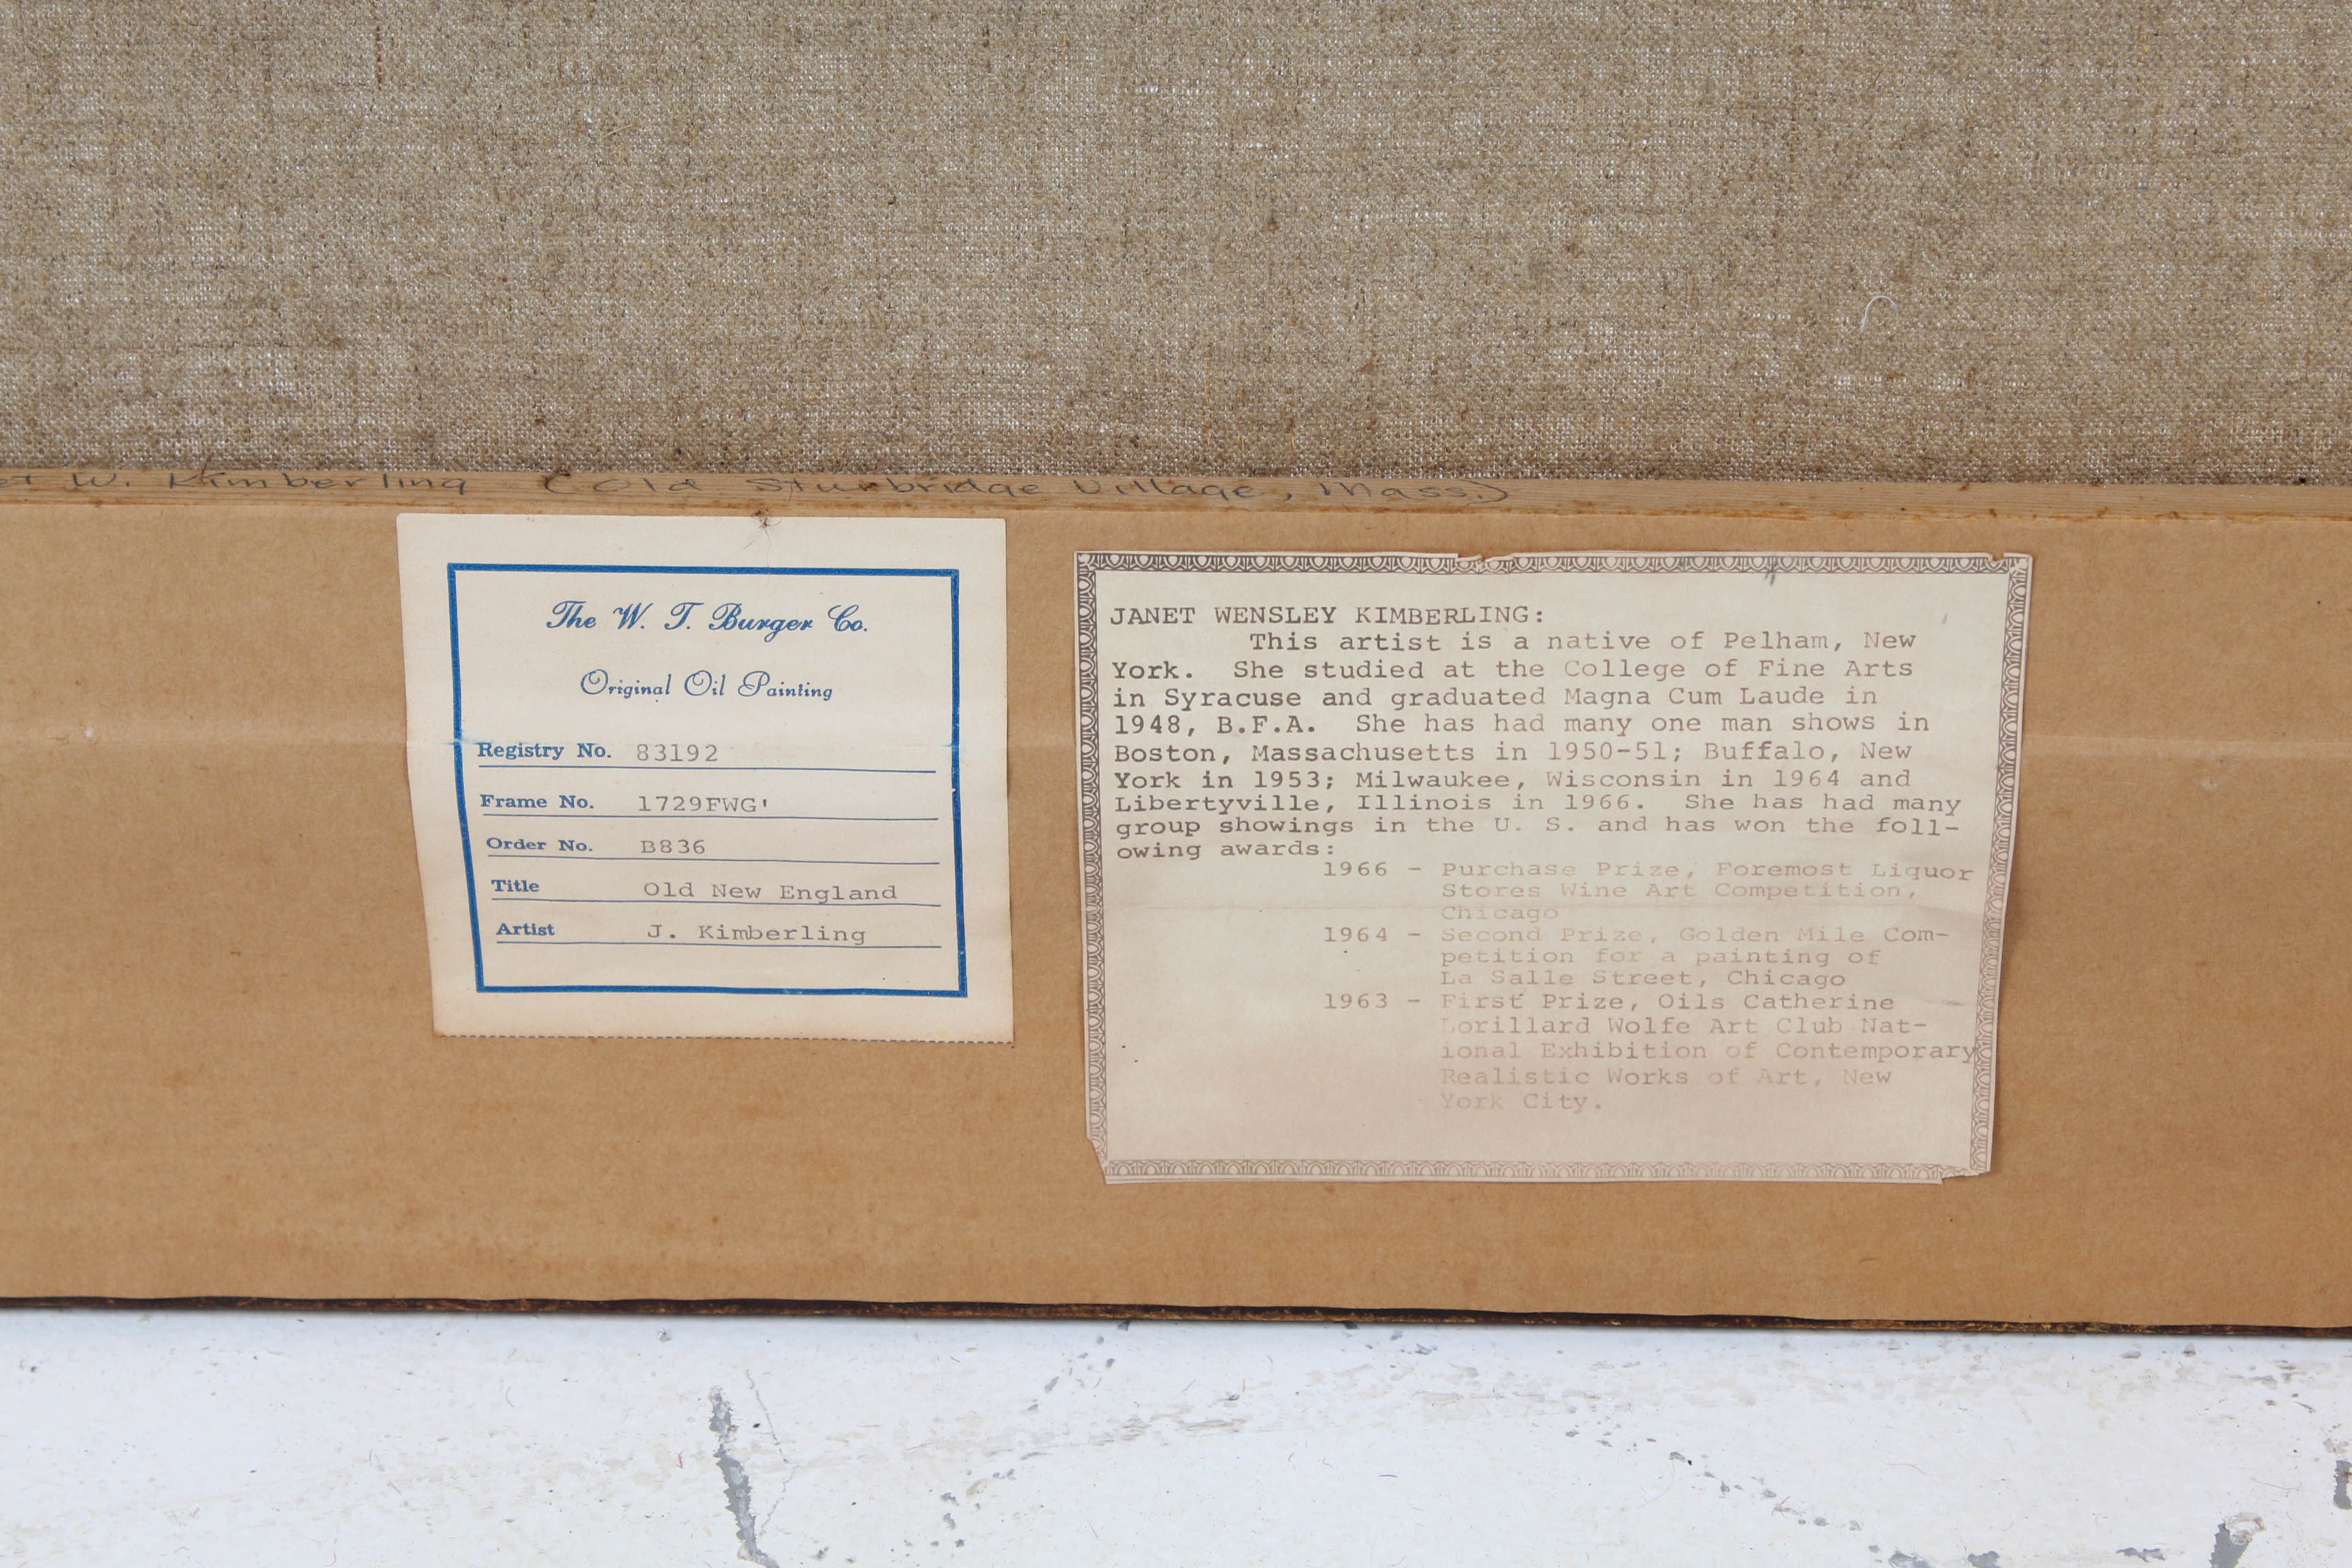 W. Kimberling (Old Sturbridge Village, Mass.)
The W. T. Burger Co.
Original Oil Painting
Registry No. 83192
Frame No. 1729FWG'
Order No. B836
Title Old New England
Artist J. Kimberling
JANET WENSLEY KIMBERLING:
This artist is a native of Pelham, New
York. She studied at the College of Fine Arts
in Syracuse and graduated Magna Cum Laude in
1948, B.F.A. She has had many one man shows in
Boston, Massachusetts in 1950-51; Buffalo, New
York in 1953; Milwaukee, Wisconsin in 1964 and
Libertyville, Illinois in 1966. She has had many
group showings in the U. S. and has won the foll-
owing awards:
1966 - Purchase Prize, Foremost Liquor
Stores Wine Art Competition,
Chicago
1964 - Second Prize, Golden Mile Com-
petition for a painting of
La Salle Street, Chicago
1963 - First Prize, Oils Catherine
Lorillard Wolfe Art Club Nat-
ional Exhibition of Contemporary
Realistic Works of Art, New
York City.